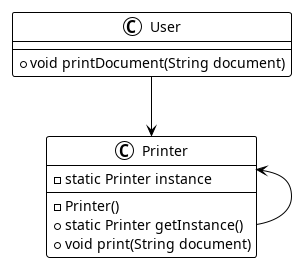 C User
void printDocument(String document)
C Printer
static Printer instance
Printer()
static Printer getInstance()
void print(String document)